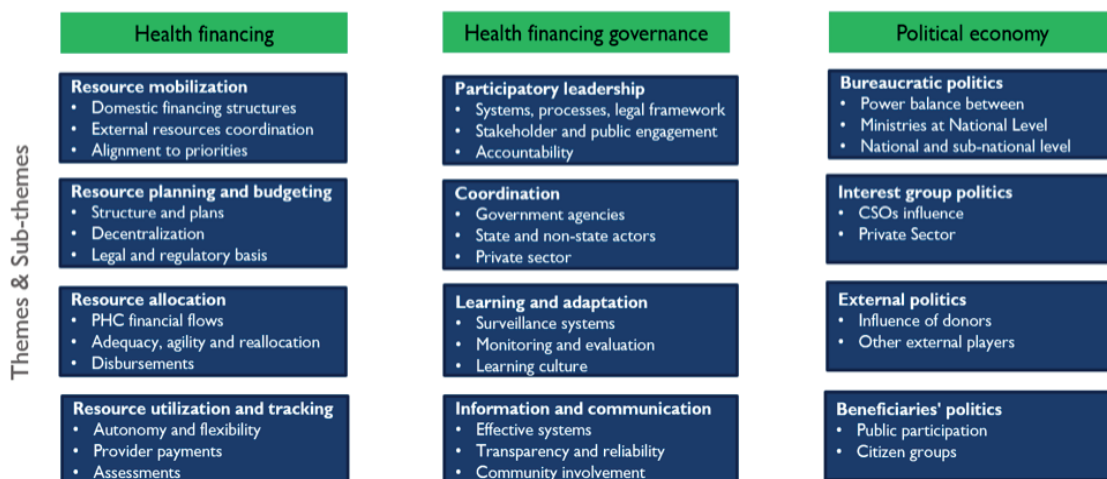 Health financing
Resource mobilization
• Domestic financing structures
• External resources coordination
• Alignment to priorities
Resource planning and budgeting
• Structure and plans
• Decentralization
• Legal and regulatory basis
Resource allocation
• PHC financial flows
• Adequacy, agility and reallocation
• Disbursements
Resource utilization and tracking
• Autonomy and flexibility
• Provider payments
• Assessments
Health financing governance
Participatory leadership
• Systems, processes, legal framework
• Stakeholder and public engagement
• Accountability
Coordination
• Government agencies
• State and non-state actors
• Private sector
Learning and adaptation
• Surveillance systems
• Monitoring and evaluation
• Learning culture
Information and communication
• Effective systems
• Transparency and reliability
• Community involvement
Political economy
Bureaucratic politics
• Power balance between
• Ministries at National Level
• National and sub-national level
Interest group politics
• CSOs influence
• Private Sector
External politics
• Influence of donors
• Other external players
Beneficiaries' politics
• Public participation
• Citizen groups
Themes & Sub-themes